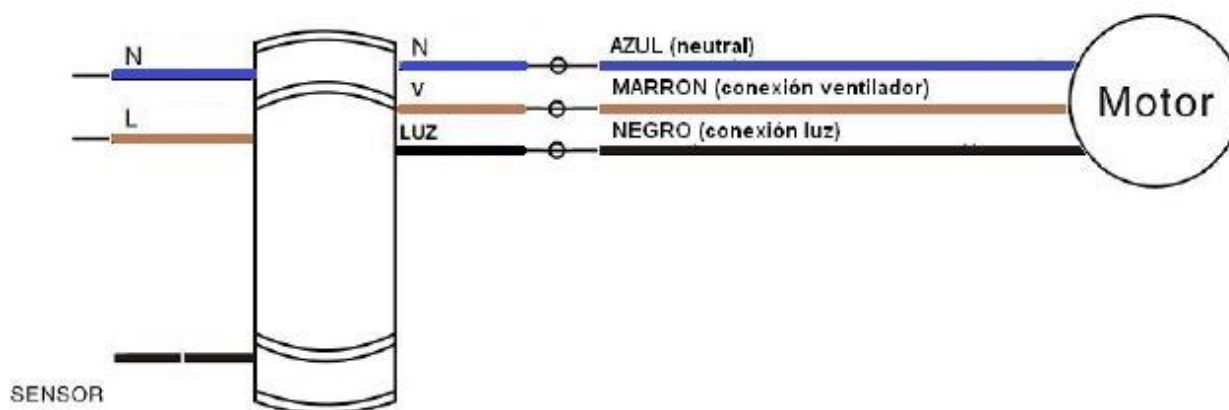 N
L
SENSOR
N
V
LUZ
AZUL (neutral)
MARRON (conexión ventilador)
NEGRO (conexión luz)
Motor